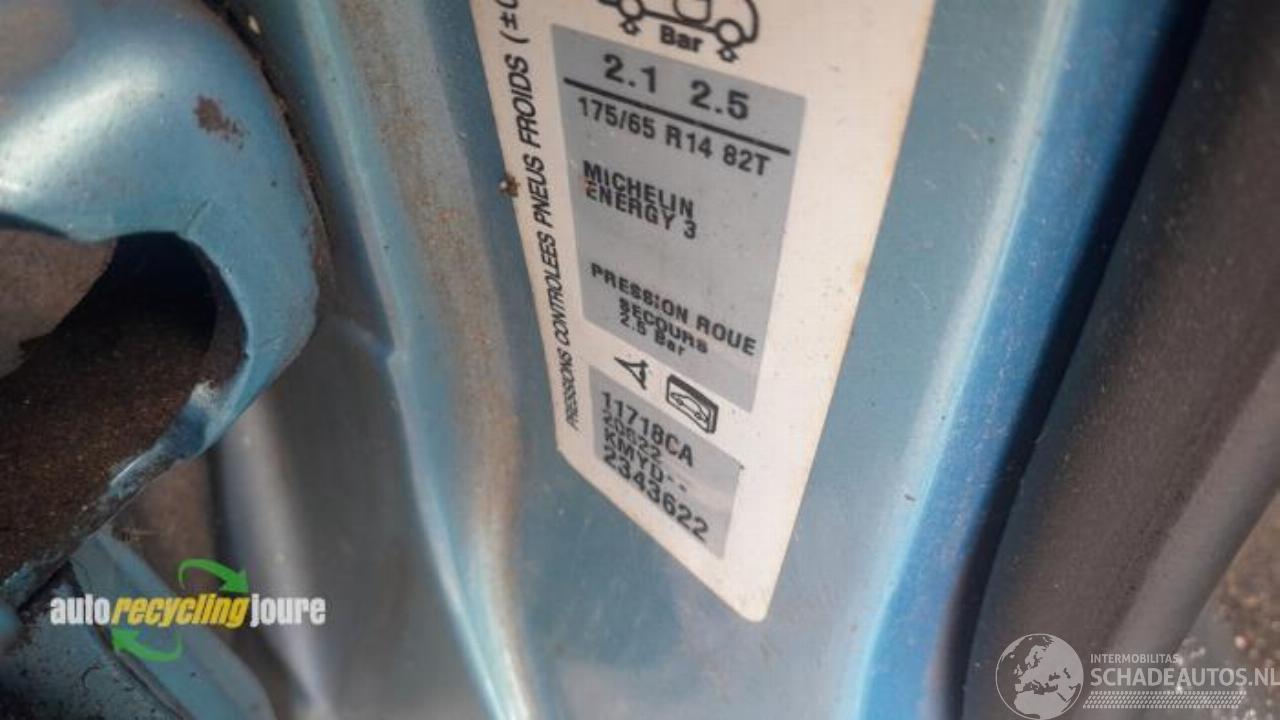 Bar
2.1 2.5
175/65 R14 82T
MICHELIN
ENERGY 3
PRESSION ROUE
SECOURS
2.5 Bar
PRESSIONS CONTROLEES PNEUS FROIDS (±0
11718CA
20622
KMYD--
2343622
autorecyclingjoure
INTERMOBILITAS
SCHADEAUTOS.NL